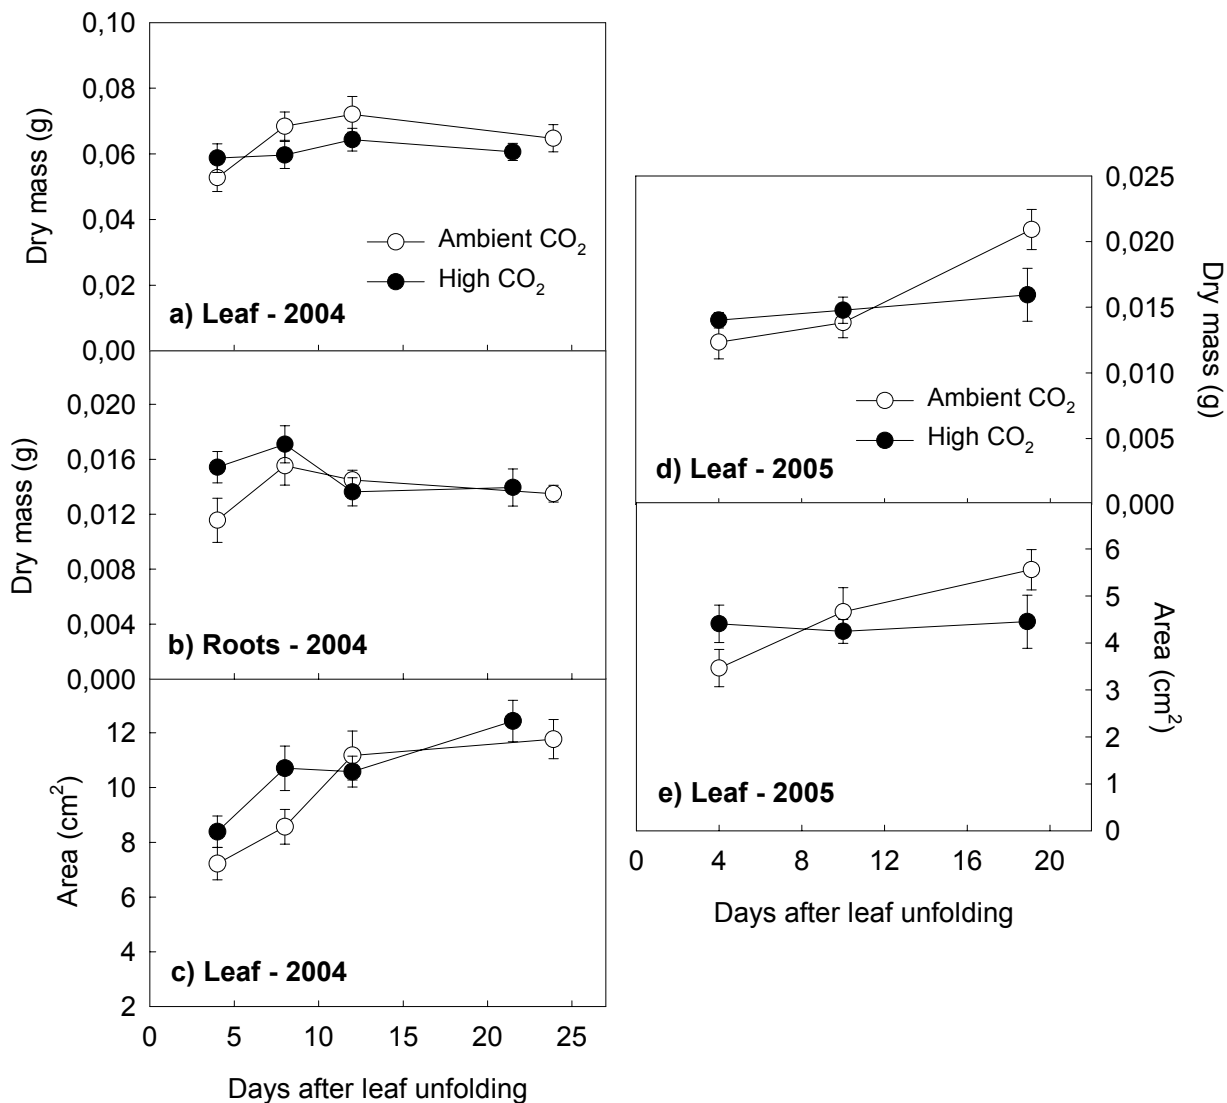 0,10
0,08
0,06
0,04
0,02
0,00
Dry mass (g)
Ambient CO2
High CO2
a) Leaf - 2004
0,020
0,016
0,012
0,008
0,004
0,000
Dry mass (g)
b) Roots - 2004
12
10
8
6
4
2
Area (cm2)
c) Leaf - 2004
0 5 10 15 20 25
Days after leaf unfolding
0,025
0,020
0,015
0,010
0,005
0,000
Dry mass (g)
Ambient CO2
High CO2
d) Leaf - 2005
6
5
4
3
2
1
0
Area (cm2)
e) Leaf - 2005
0 4 8 12 16 20
Days after leaf unfolding